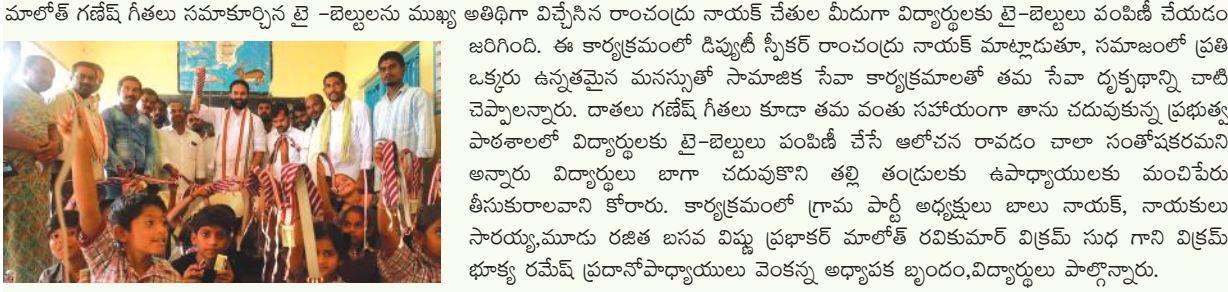 మాలోత్ గణేష్ గీతలు సమాకూర్చిన టై –బెల్టులను ముఖ్య అతిథిగా విచ్చేసిన రాంచంద్రు నాయక్ చేతుల మీదుగా విద్యార్థులకు టై–బెల్టులు పంపిణీ చేయడం
జరిగింది. ఈ కార్యక్రమంలో డిప్యుటీ స్పీకర్ రాంచంద్రు నాయక్ మాట్లాడుతూ, సమాజంలో ప్రతి
ఒక్కరు ఉన్నతమైన మనస్సుతో సామాజిక సేవా కార్యక్రమాలతో తమ సేవా దృక్పథాన్ని చాటి
చెప్పాలన్నారు. దాతలు గణేష్ గీతలు కూడా తమ వంతు సహాయంగా తాను చదువుకున్న ప్రభుత్వ
పాఠశాలలో విద్యార్థులకు టై–బెల్టులు పంపిణీ చేసే ఆలోచన రావడం చాలా సంతోషకరమని
అన్నారు విద్యార్థులు బాగా చదువుకొని తల్లి తండ్రులకు ఉపాధ్యాయులకు మంచిపేరు
తీసుకురాలవాని కోరారు. కార్యక్రమంలో గ్రామ పార్టీ అధ్యక్షులు బాలు నాయక్, నాయకులు
సారయ్య,మూడు రజిత బసవ విష్ణు ప్రభాకర్ మాలోత్ రవికుమార్ విక్రమ్ సుధ గాని విక్రమ్
భూక్య రమేష్ ప్రదానోపాధ్యాయులు వెంకన్న అధ్యాపక బృందం,విద్యార్థులు పాల్గొన్నారు.